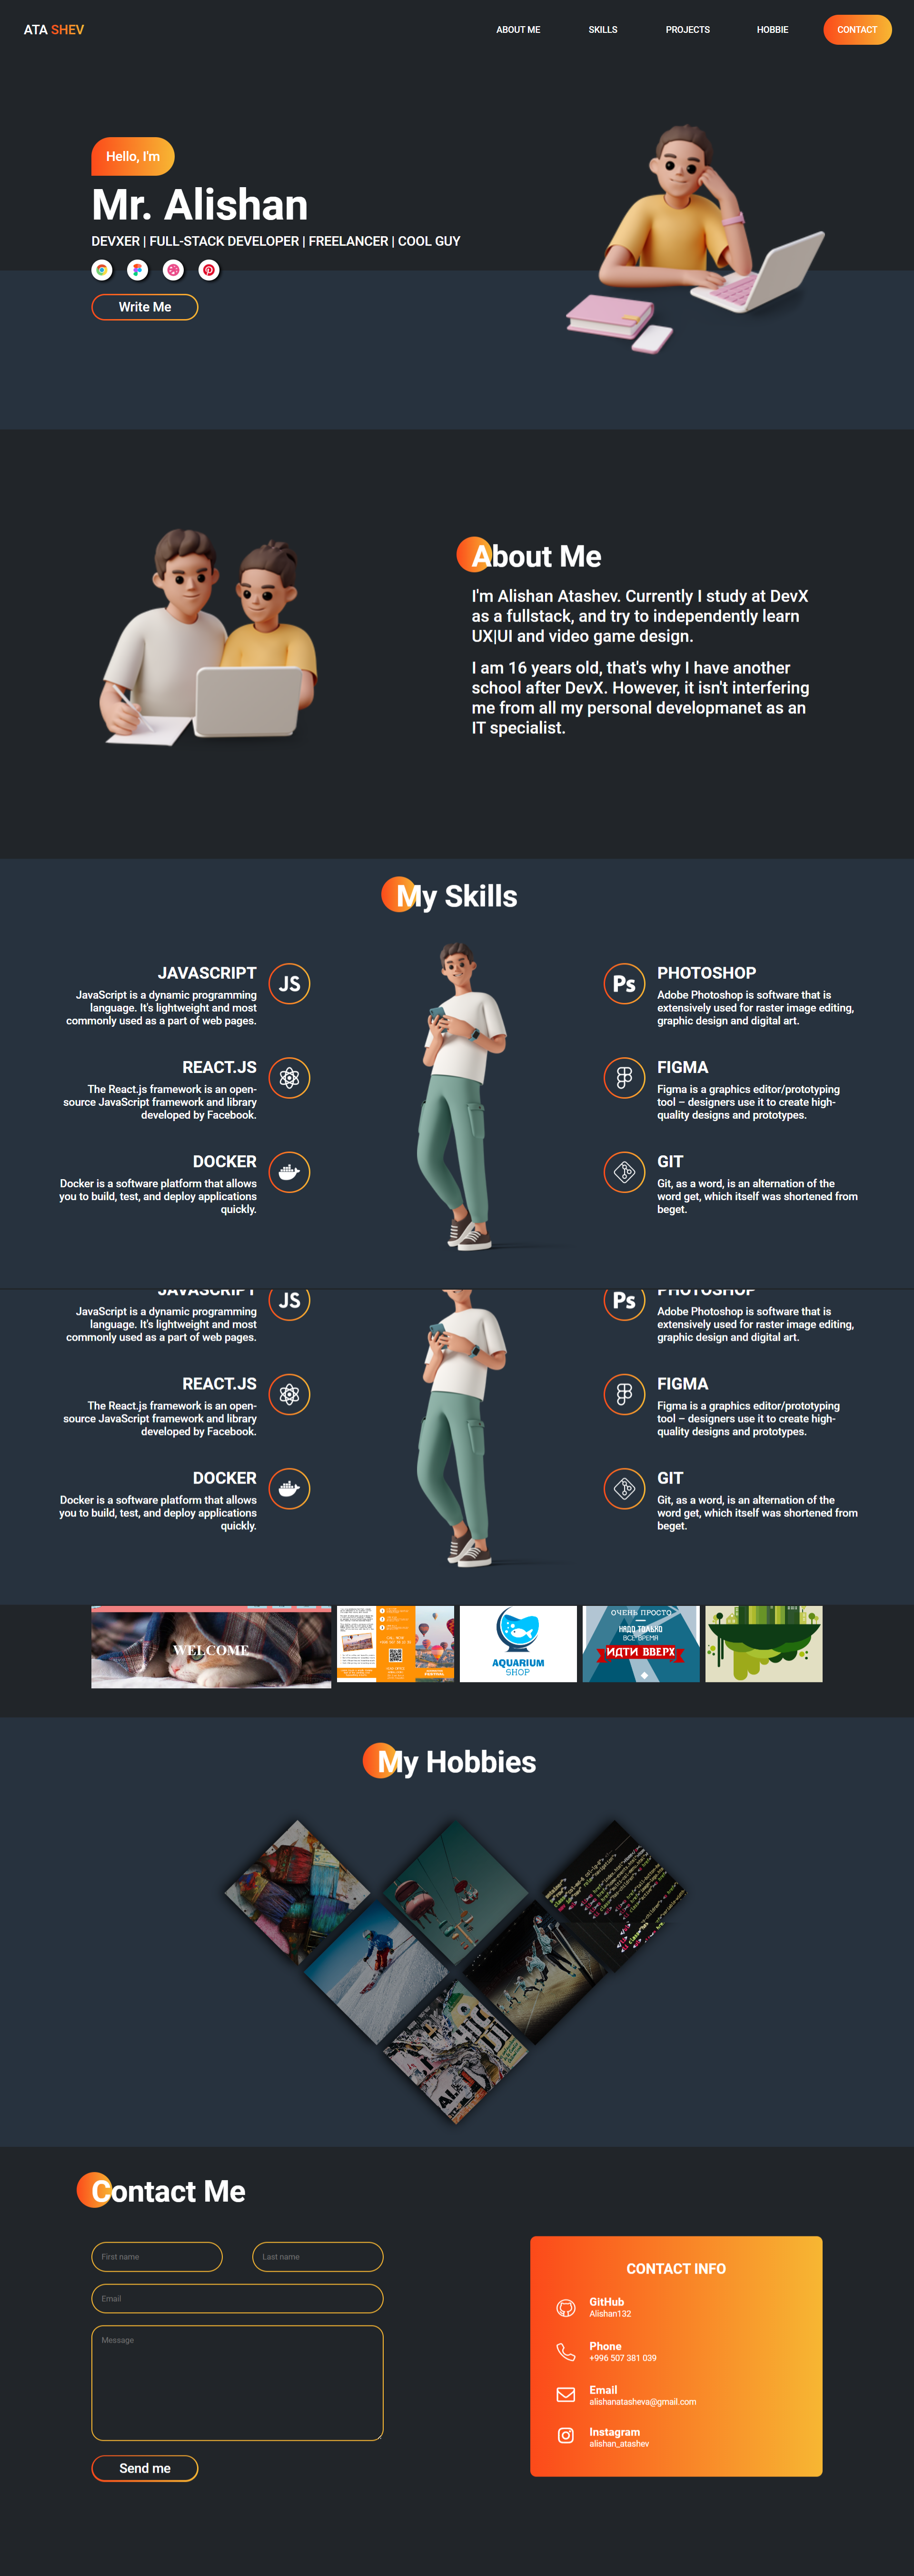 ATA SHEV
ABOUT ME
SKILLS
PROJECTS
HOBBIE
CONTACT
Hello, I'm
Mr. Alishan
DEVXER | FULL-STACK DEVELOPER | FREELANCER | COOL GUY
Write Me
About Me
I'm Alishan Atashev. Currently I study at DevX
as a fullstack, and try to independently learn
UX|UI and video game design.
I am 16 years old, that's why I have another
school after DevX. However, it isn't interfering
me from all my personal developmanet as an
IT specialist.
My Skills
JAVASCRIPT
JavaScript is a dynamic programming
language. It's lightweight and most
commonly used as a part of web pages.
JS
REACT.JS
The React.js framework is an open-
source JavaScript framework and library
developed by Facebook.
DOCKER
Docker is a software platform that allows
you to build, test, and deploy applications
quickly.
Ps
PHOTOSHOP
Adobe Photoshop is software that is
extensively used for raster image editing,
graphic design and digital art.
FIGMA
Figma is a graphics editor/prototyping
tool – designers use it to create high-
quality designs and prototypes.
GIT
Git, as a word, is an alternation of the
word get, which itself was shortened from
beget.
JAVASCRIPT
JavaScript is a dynamic programming
language. It's lightweight and most
commonly used as a part of web pages.
JS
REACT.JS
The React.js framework is an open-
source JavaScript framework and library
developed by Facebook.
DOCKER
Docker is a software platform that allows
you to build, test, and deploy applications
quickly.
Ps
PHOTOSHOP
Adobe Photoshop is software that is
extensively used for raster image editing,
graphic design and digital art.
FIGMA
Figma is a graphics editor/prototyping
tool – designers use it to create high-
quality designs and prototypes.
GIT
Git, as a word, is an alternation of the
word get, which itself was shortened from
beget.
WELCOME
AQUARIUM
SHOP
ОЧЕНЬ ПРОСТО
НАДО ТОЛЬКО
ВСЕ ВРЕМЯ
ИДТИ ВВЕРХ
My Hobbies
Contact Me
First name
Last name
Email
Message
Send me
CONTACT INFO
GitHub
Alishan132
Phone
+996 507 381 039
Email
alishanatasheva@gmail.com
Instagram
alishan_atashev